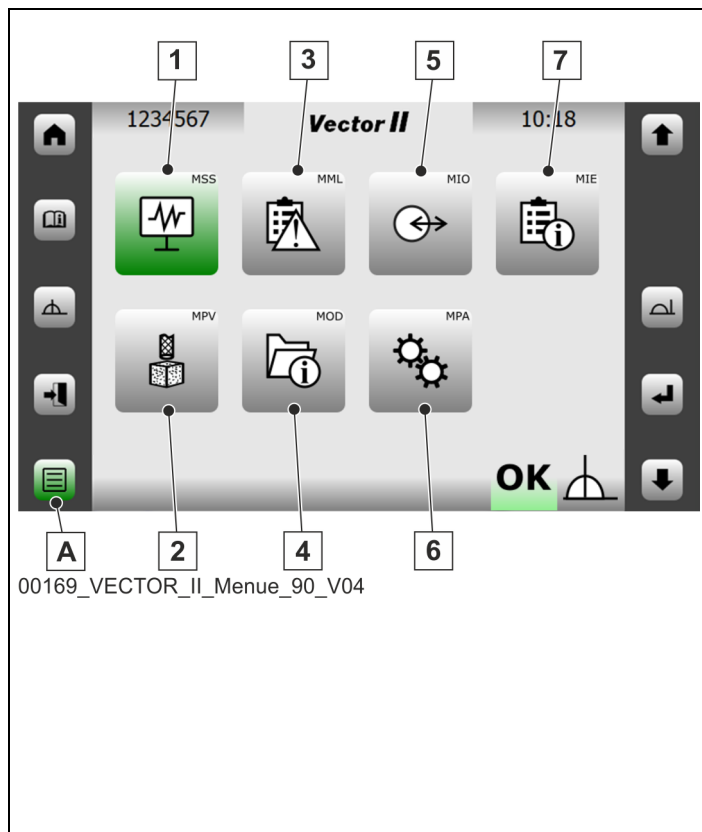 1 3 5 7
1234567 Vector II 10:18
MSS MML MIO MIE
MPV MOD MPA
OK
A 2 4 6
00169_VECTOR_II_Menue_90_V04